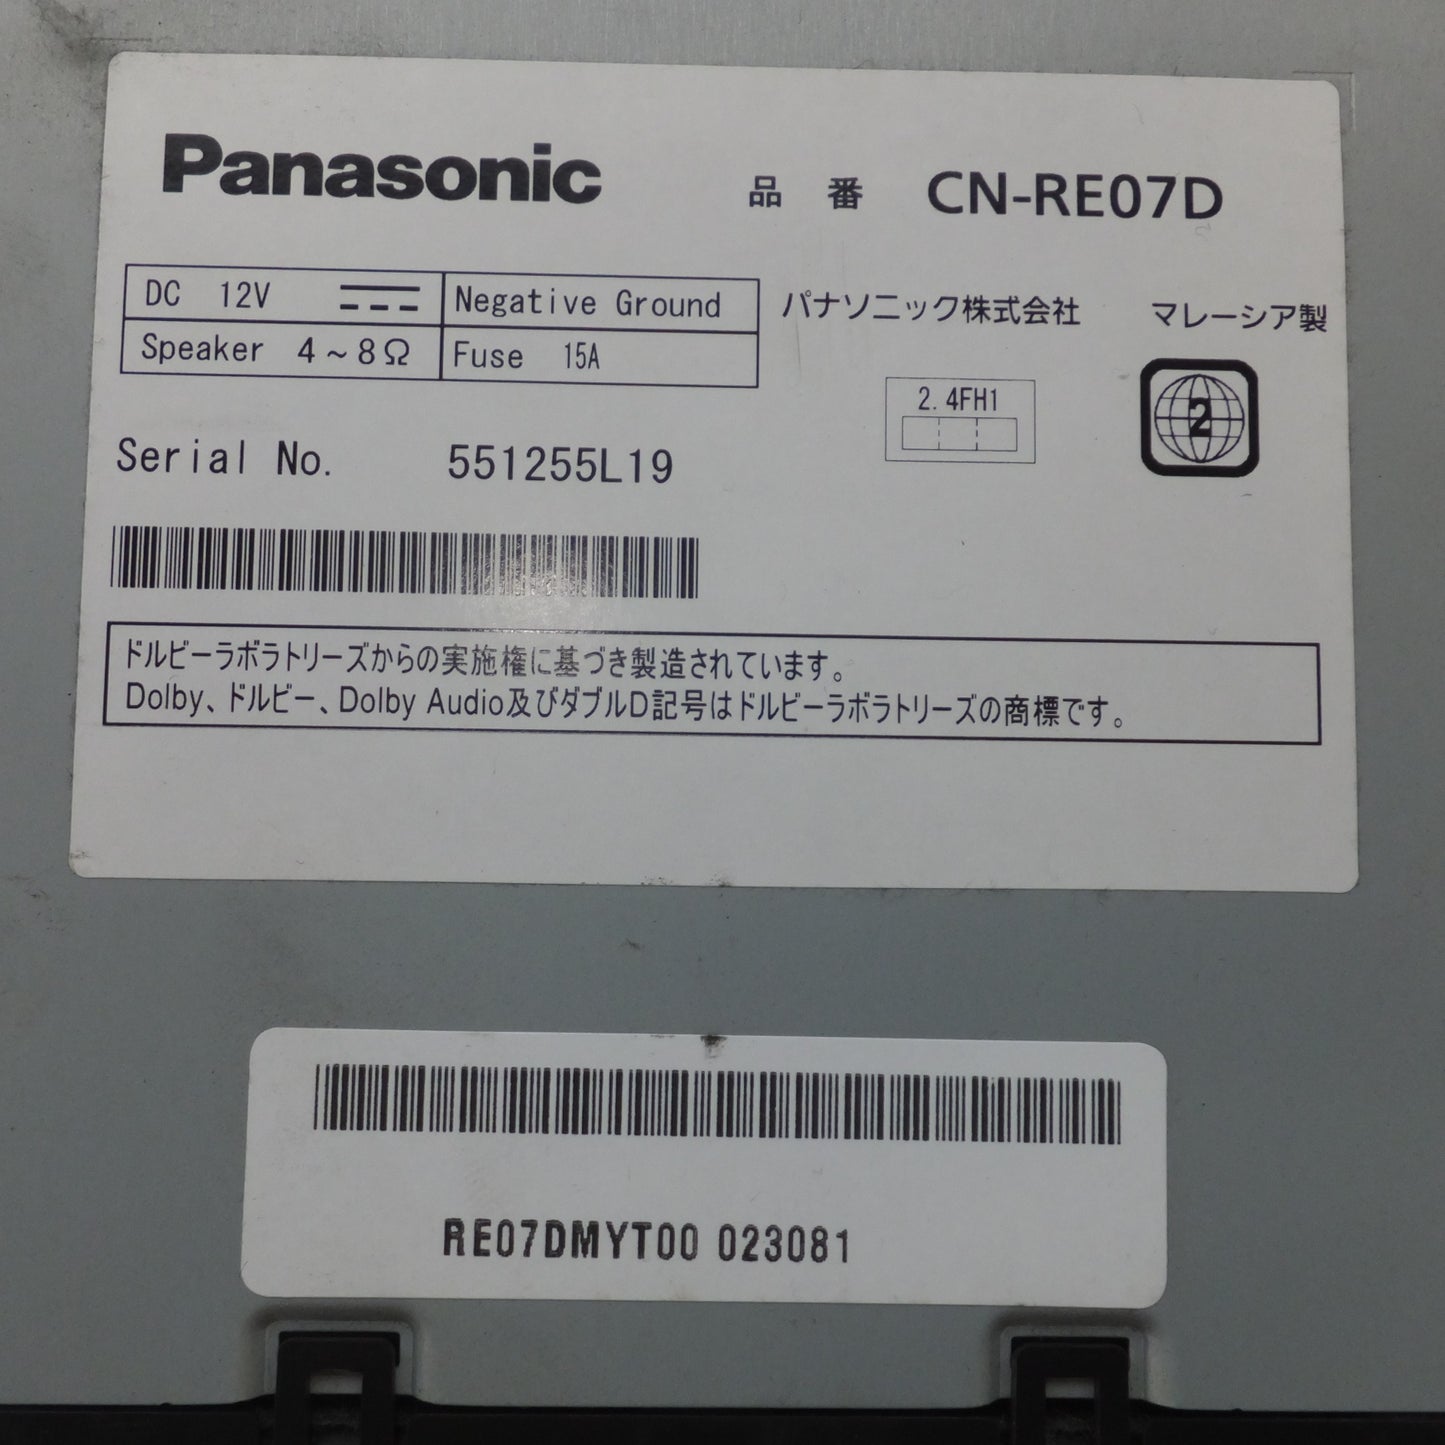 Panasonic 品番 CN-RE07D
DC 12V Negative Ground
Speaker 4~8Ω Fuse 15A
パナソニック株式会社 マレーシア製
2.4FH1
2
Serial No. 551255L19
ドルビーラボラトリーズからの実施権に基づき製造されています。
Dolby、ドルビー、Dolby Audio及びダブルD記号はドルビーラボラトリーズの商標です。
RE07DMYT00 023081